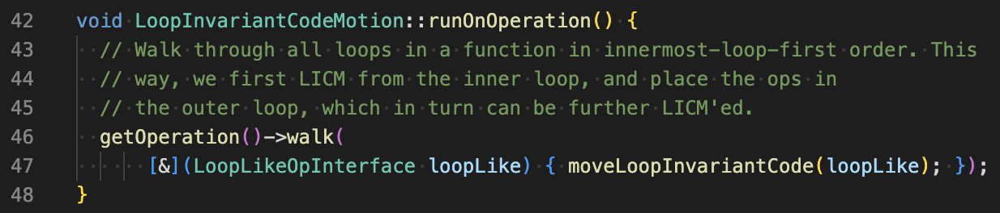 42 void LoopInvariantCodeMotion::runOnOperation() {
43   // Walk through all loops in a function in innermost-loop-first order. This
44   // way, we first LICM from the inner loop, and place the ops in
45   // the outer loop, which in turn can be further LICM'ed.
46   getOperation()->walk(
47       [&](LoopLikeOpInterface loopLike) { moveLoopInvariantCode(loopLike); });
48 }